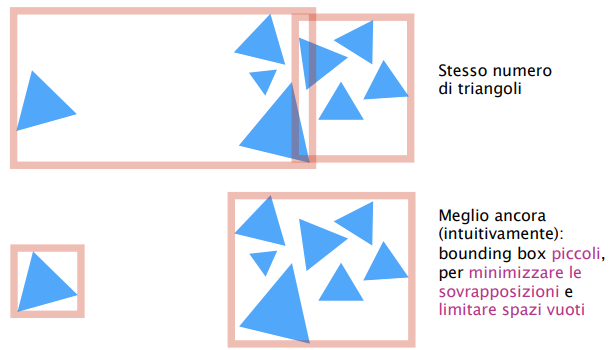 Stesso numero
di triangoli
Meglio ancora
(intuitivamente):
bounding box piccoli,
per minimizzare le
sovrapposizioni e
limitare spazi vuoti